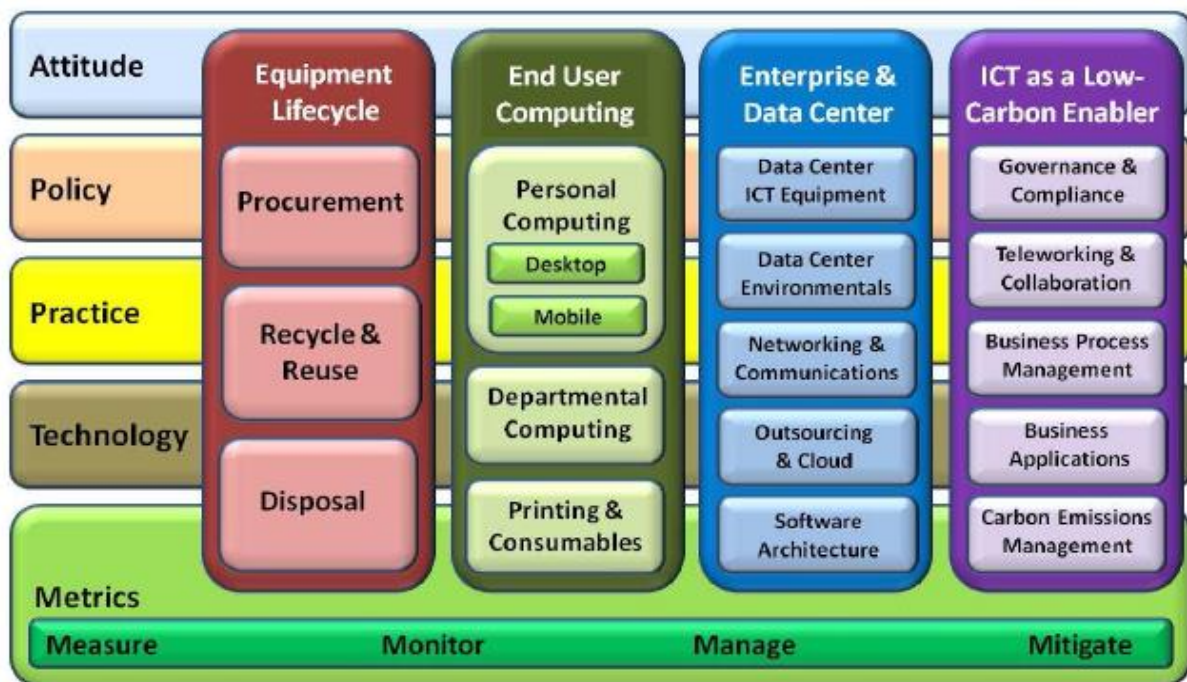 Attitude
Policy
Practice
Technology
Metrics
Equipment
Lifecycle
Procurement
Recycle &
Reuse
Disposal
End User
Computing
Personal
Computing
Desktop
Mobile
Departmental
Computing
Printing &
Consumables
Enterprise &
Data Center
Data Center
ICT Equipment
Data Center
Environmentals
Networking &
Communications
Outsourcing
& Cloud
Software
Architecture
ICT as a Low-
Carbon Enabler
Governance &
Compliance
Teleworking &
Collaboration
Business Process
Management
Business
Applications
Carbon Emissions
Management
Measure Monitor Manage Mitigate